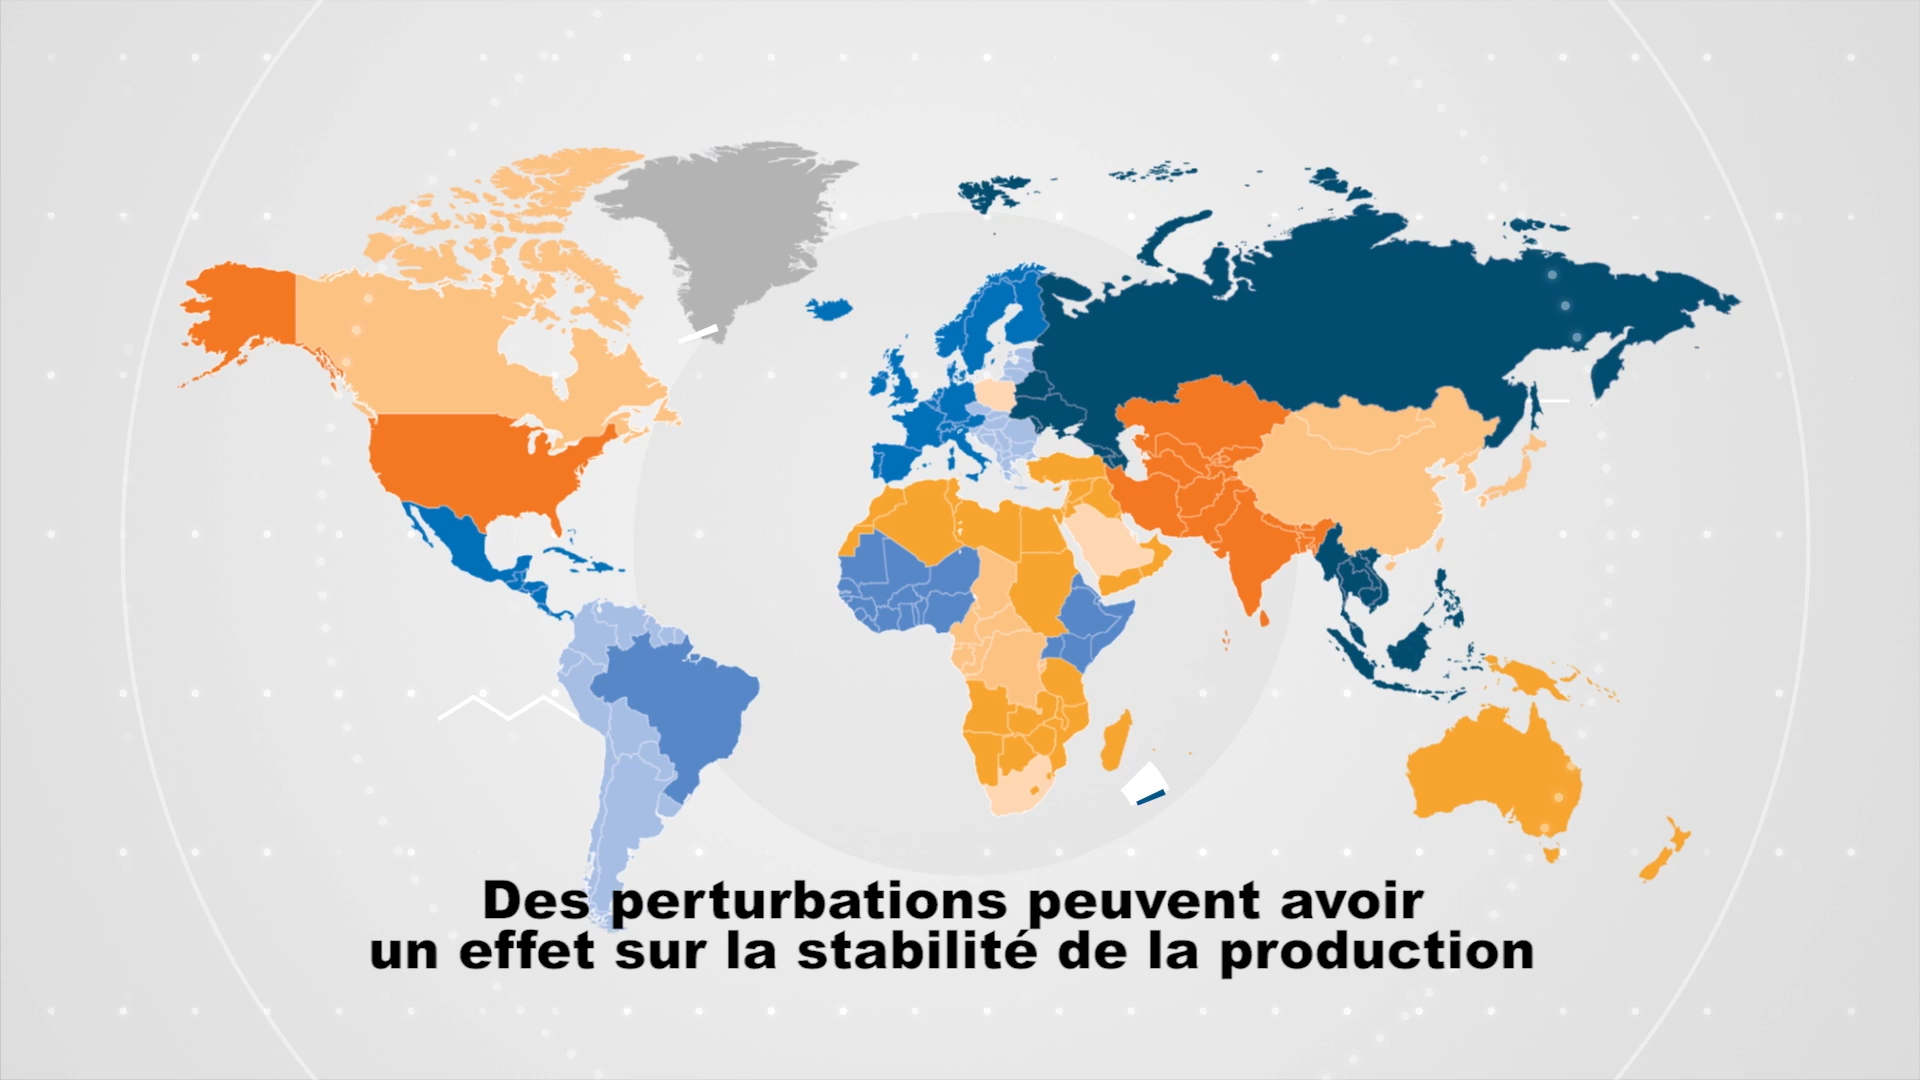 Des perturbations peuvent avoir
un effet sur la stabilité de la production